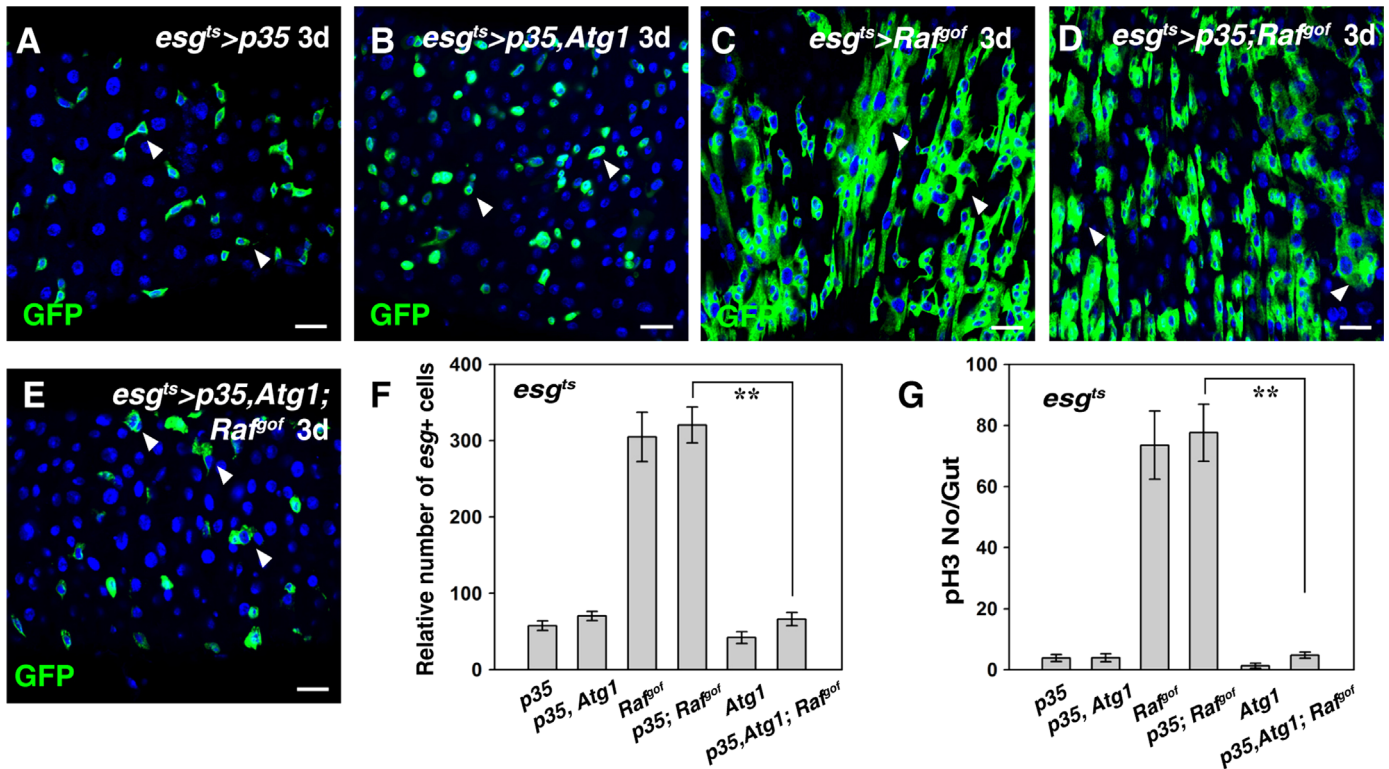 A
esgᵗˢ>p35 3d
GFP
B
esgᵗˢ>p35,Atg1 3d
GFP
C
esgᵗˢ>Rafᵍᵒᶠ 3d
GFP
D
esgᵗˢ>p35;Rafᵍᵒᶠ 3d
E
esgᵗˢ>p35,Atg1;
Rafᵍᵒᶠ 3d
GFP
F
Relative number of esg+ cells
400
300
200
100
0
esgᵗˢ
**
p35
p35, Atg1
Rafᵍᵒᶠ
p35; Rafᵍᵒᶠ
Atg1
p35,Atg1; Rafᵍᵒᶠ
G
pH3 No/Gut
100
80
60
40
20
0
esgᵗˢ
**
p35
p35, Atg1
Rafᵍᵒᶠ
p35; Rafᵍᵒᶠ
Atg1
p35,Atg1; Rafᵍᵒᶠ